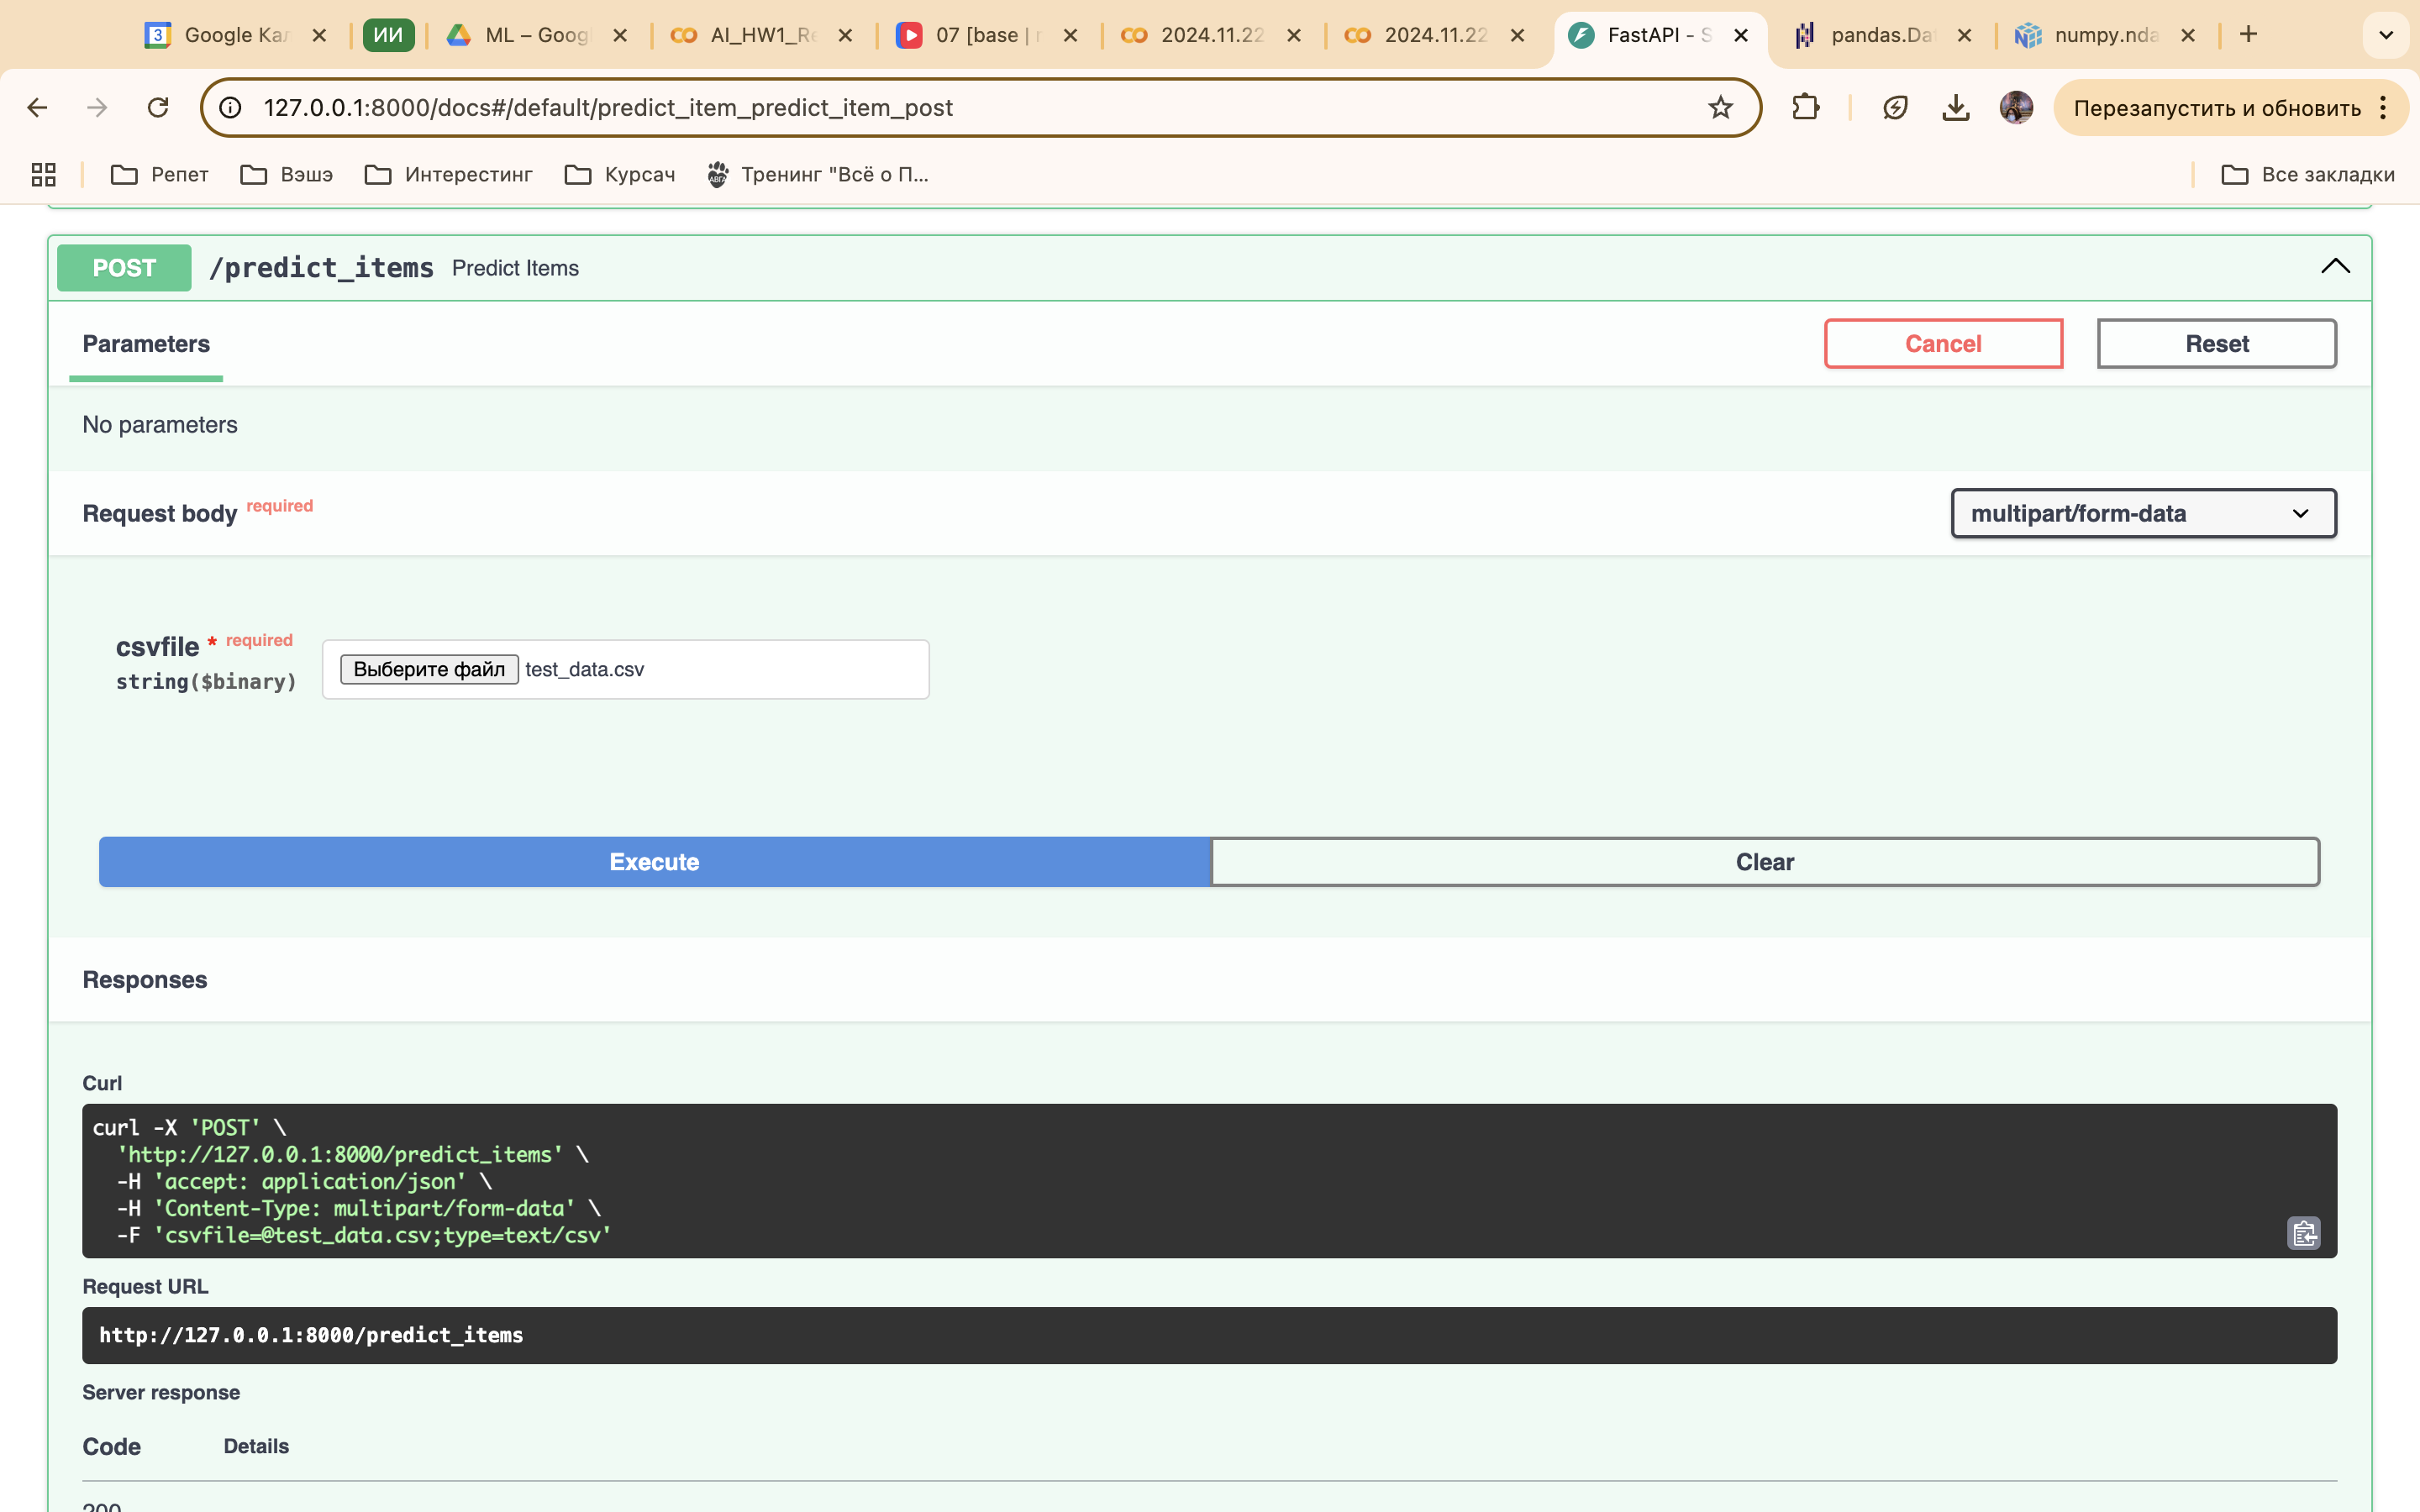 Google Ка
ИИ
ML – Goog
AI_HW1_Re
07 [base |
2024.11.22
2024.11.22
FastAPI - S
pandas.Da
numpy.nda
127.0.0.1:8000/docs#/default/predict_item_predict_item_post
Перезапустить и обновить
Репет
Вэшэ
Интерестинг
Курсач
Тренинг "Всё о П...
Все закладки
POST /predict_items Predict Items
Parameters
Cancel
Reset
No parameters
Request body required
multipart/form-data
csvfile * required
string($binary)
Выберите файл test_data.csv
Execute
Clear
Responses
Curl
curl -X 'POST' \
'http://127.0.0.1:8000/predict_items' \
-H 'accept: application/json' \
-H 'Content-Type: multipart/form-data' \
-F 'csvfile=@test_data.csv;type=text/csv'
Request URL
http://127.0.0.1:8000/predict_items
Server response
Code Details
200